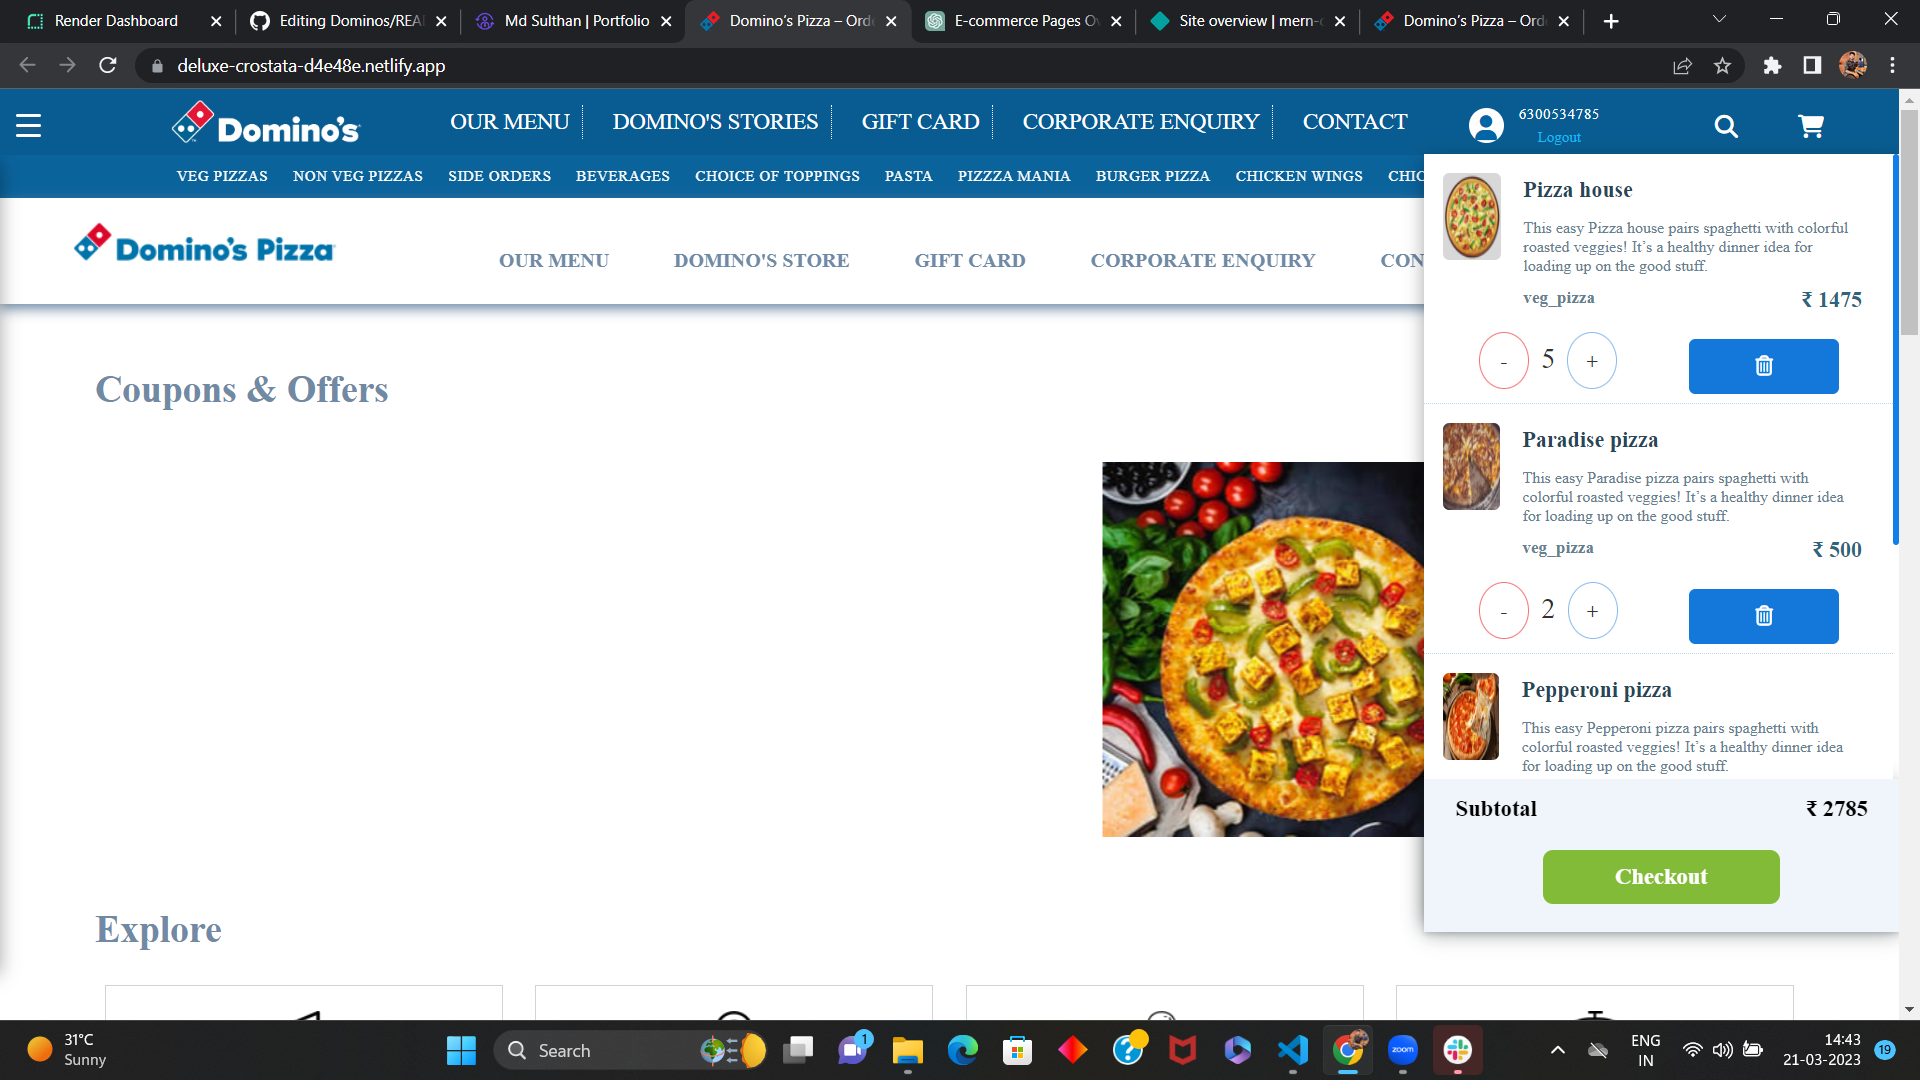 Render Dashboard
Editing Dominos/REA
Md Sulthan | Portfolio
Domino's Pizza – Orde
E-commerce Pages Ov
Site overview | mern-
Domino's Pizza – Orde
deluxe-crostata-d4e48e.netlify.app
Domino's
OUR MENU
DOMINO'S STORIES
GIFT CARD
CORPORATE ENQUIRY
CONTACT
6300534785
Logout
VEG PIZZAS
NON VEG PIZZAS
SIDE ORDERS
BEVERAGES
CHOICE OF TOPPINGS
PASTA
PIZZZA MANIA
BURGER PIZZA
CHICKEN WINGS
CHIC
Domino's Pizza
OUR MENU
DOMINO'S STORE
GIFT CARD
CORPORATE ENQUIRY
CON
Pizza house
This easy Pizza house pairs spaghetti with colorful
roasted veggies! It's a healthy dinner idea for
loading up on the good stuff.
veg_pizza
₹ 1475
- 5 +
Coupons & Offers
Paradise pizza
This easy Paradise pizza pairs spaghetti with
colorful roasted veggies! It's a healthy dinner idea
for loading up on the good stuff.
veg_pizza
₹ 500
- 2 +
Pepperoni pizza
This easy Pepperoni pizza pairs spaghetti with
colorful roasted veggies! It's a healthy dinner idea
for loading up on the good stuff.
Subtotal
₹ 2785
Checkout
Explore
31°C
Sunny
Search
1
zoom
ENG
IN
14:43
21-03-2023
19